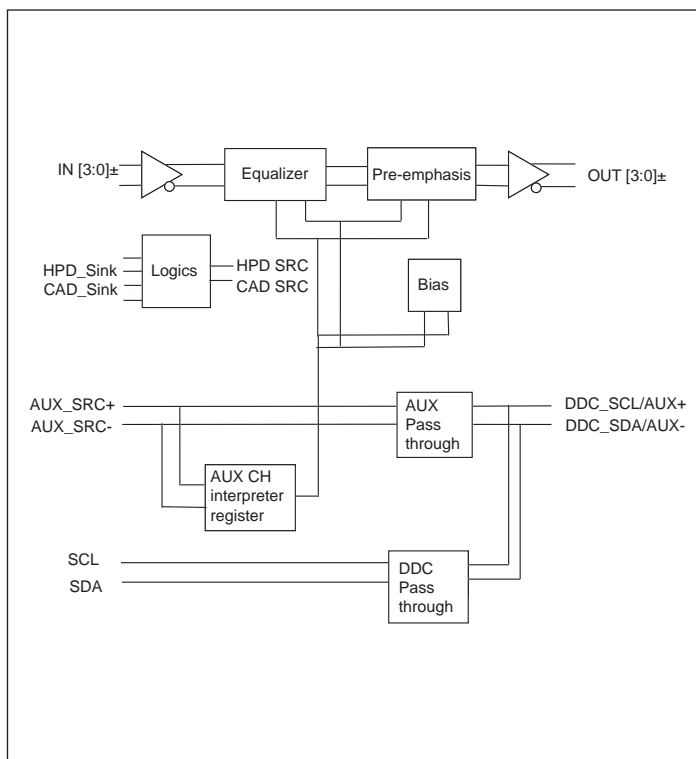 IN [3:0]±
Equalizer
Pre-emphasis
OUT [3:0]±
HPD_Sink
CAD_Sink
Logics
HPD SRC
CAD SRC
Bias
AUX_SRC+
AUX_SRC-
AUX
Pass
through
DDC_SCL/AUX+
DDC_SDA/AUX-
AUX CH
interpreter
register
SCL
SDA
DDC
Pass
through